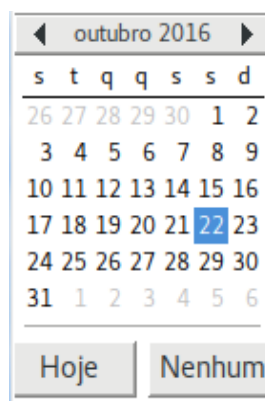 outubro 2016
s t q q s s d
26 27 28 29 30 1 2
3 4 5 6 7 8 9
10 11 12 13 14 15 16
17 18 19 20 21 22 23
24 25 26 27 28 29 30
31 1 2 3 4 5 6
Hoje Nenhum